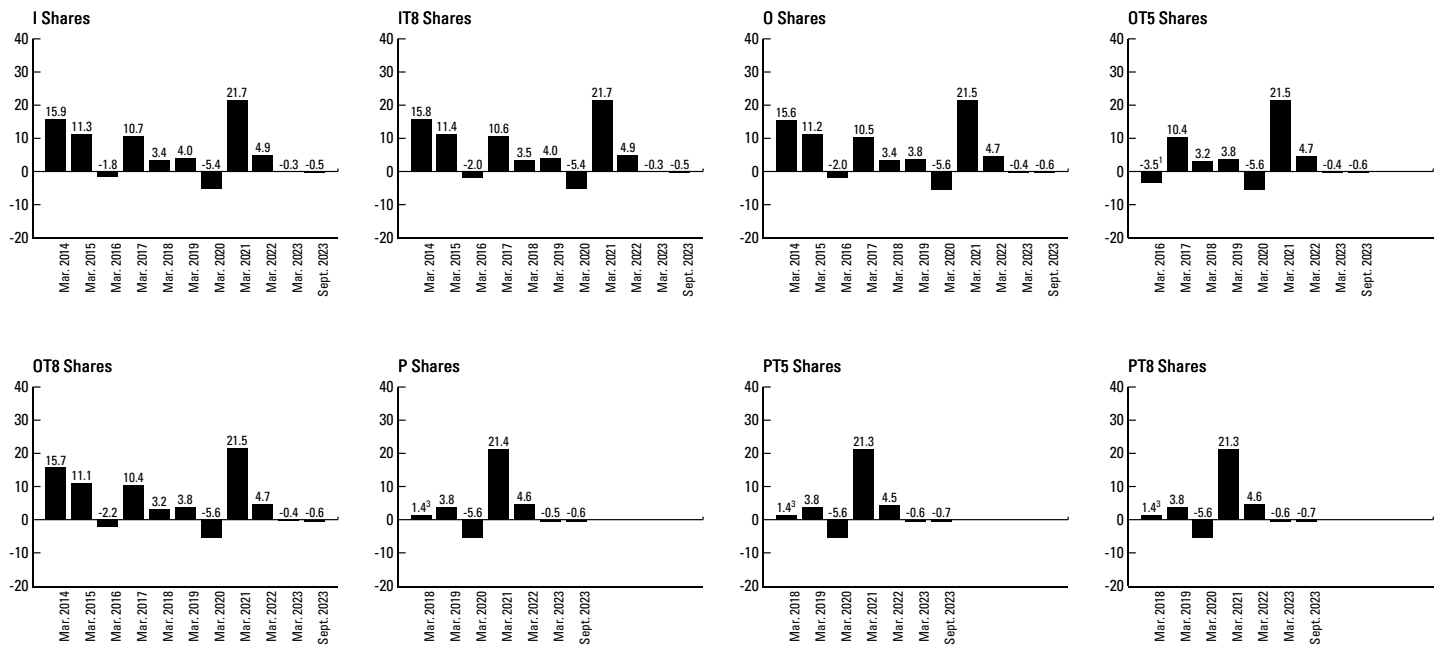 I Shares
40
30
20
10
0
-10
-20
15.9
11.3
-1.8
10.7
3.4
4.0
-5.4
21.7
4.9
-0.3
-0.5
Mar. 2014
Mar. 2015
Mar. 2016
Mar. 2017
Mar. 2018
Mar. 2019
Mar. 2020
Mar. 2021
Mar. 2022
Mar. 2023
Sept. 2023
IT8 Shares
40
30
20
10
0
-10
-20
15.8
11.4
-2.0
10.6
3.5
4.0
-5.4
21.7
4.9
-0.3
-0.5
Mar. 2014
Mar. 2015
Mar. 2016
Mar. 2017
Mar. 2018
Mar. 2019
Mar. 2020
Mar. 2021
Mar. 2022
Mar. 2023
Sept. 2023
O Shares
40
30
20
10
0
-10
-20
15.6
11.2
-2.0
10.5
3.4
3.8
-5.6
21.5
4.7
-0.4
-0.6
Mar. 2014
Mar. 2015
Mar. 2016
Mar. 2017
Mar. 2018
Mar. 2019
Mar. 2020
Mar. 2021
Mar. 2022
Mar. 2023
Sept. 2023
OT5 Shares
40
30
20
10
0
-10
-20
-3.5¹
10.4
3.2
3.8
-5.6
21.5
4.7
-0.4
-0.6
Mar. 2016
Mar. 2017
Mar. 2018
Mar. 2019
Mar. 2020
Mar. 2021
Mar. 2022
Mar. 2023
Sept. 2023
OT8 Shares
40
30
20
10
0
-10
-20
15.7
11.1
-2.2
10.4
3.2
3.8
-5.6
21.5
4.7
-0.4
-0.6
Mar. 2014
Mar. 2015
Mar. 2016
Mar. 2017
Mar. 2018
Mar. 2019
Mar. 2020
Mar. 2021
Mar. 2022
Mar. 2023
Sept. 2023
P Shares
40
30
20
10
0
-10
-20
1.4³
3.8
-5.6
21.4
4.6
-0.5
-0.6
Mar. 2018
Mar. 2019
Mar. 2020
Mar. 2021
Mar. 2022
Mar. 2023
Sept. 2023
PT5 Shares
40
30
20
10
0
-10
-20
1.4³
3.8
-5.6
21.3
4.5
-0.6
-0.7
Mar. 2018
Mar. 2019
Mar. 2020
Mar. 2021
Mar. 2022
Mar. 2023
Sept. 2023
PT8 Shares
40
30
20
10
0
-10
-20
1.4³
3.8
-5.6
21.3
4.6
-0.6
-0.7
Mar. 2018
Mar. 2019
Mar. 2020
Mar. 2021
Mar. 2022
Mar. 2023
Sept. 2023